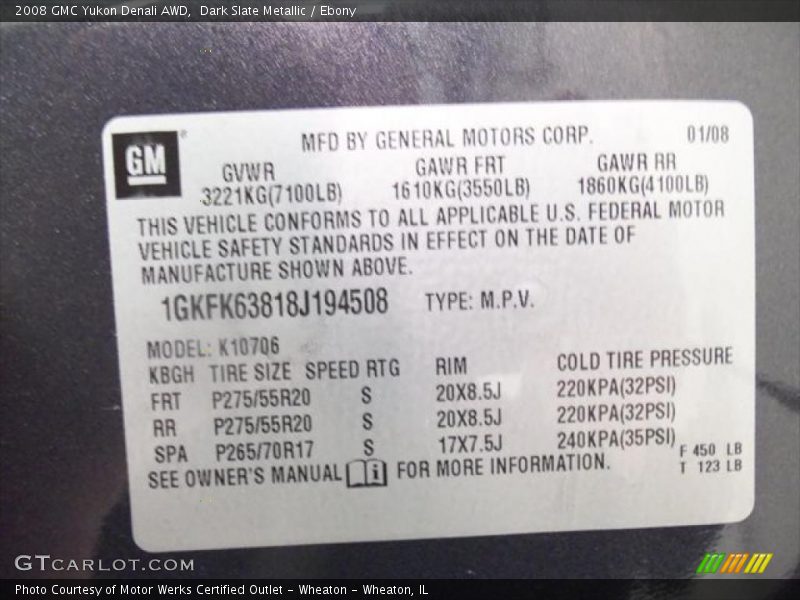 2008 GMC Yukon Denali AWD,  Dark Slate Metallic / Ebony
MFD BY GENERAL MOTORS CORP. 01/08
GM
GVWR GAWR FRT GAWR RR
3221KG(7100LB) 1610KG(3550LB) 1860KG(4100LB)
THIS VEHICLE CONFORMS TO ALL APPLICABLE U.S. FEDERAL MOTOR
VEHICLE SAFETY STANDARDS IN EFFECT ON THE DATE OF
MANUFACTURE SHOWN ABOVE.
1GKFK63818J194508 TYPE: M.P.V.
MODEL: K10706
KBGH TIRE SIZE SPEED RTG RIM COLD TIRE PRESSURE
FRT P275/55R20 S 20X8.5J 220KPA(32PSI)
RR P275/55R20 S 20X8.5J 220KPA(32PSI)
SPA P265/70R17 S 17X7.5J 240KPA(35PSI)
F 450 LB
T 123 LB
SEE OWNER'S MANUAL i FOR MORE INFORMATION.
GTCARLOT.COM
Photo Courtesy of Motor Werks Certified Outlet - Wheaton - Wheaton, IL